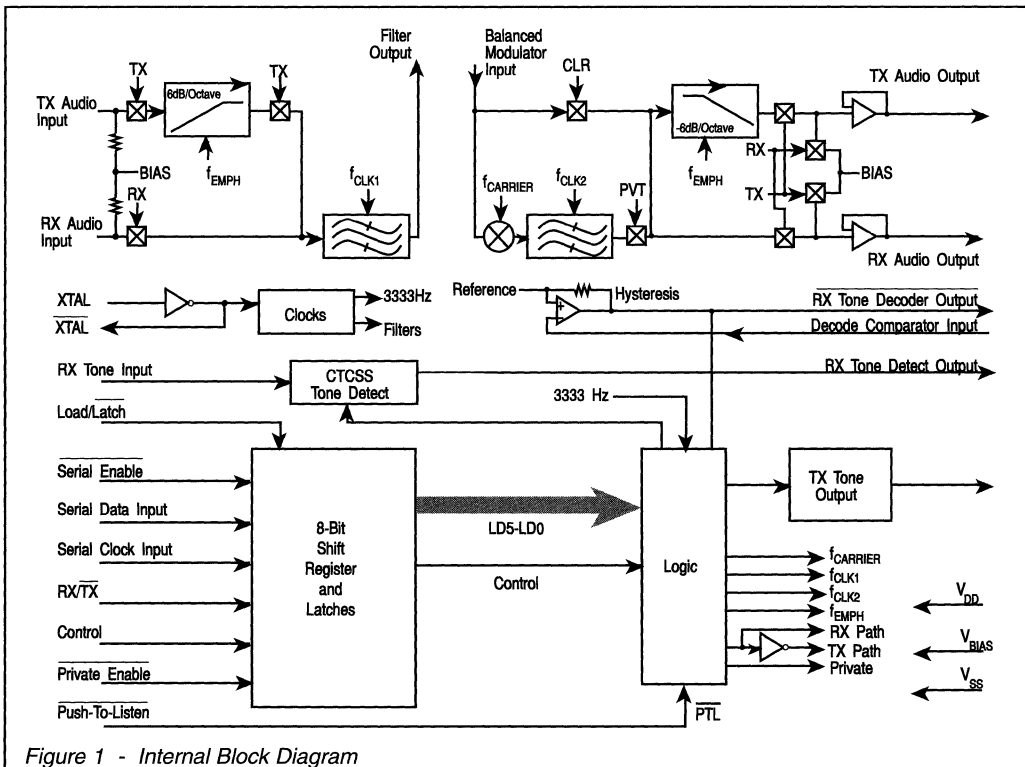 Filter
Output
Balanced
Modulator
Input
TX
TX
CLR
TX Audio Output
TX Audio
Input
6dB/Octave
-6dB/Octave
RX
BIAS
fEMPH
fCLK1
fCARRIER
fCLK2
PVT
fEMPH
TX
BIAS
RX
RX Audio
Input
RX Audio Output
XTAL
XTAL
Clocks
3333Hz
Filters
Reference
Hysteresis
RX Tone Decoder Output
Decode Comparator Input
RX Tone Input
CTCSS
Tone Detect
RX Tone Detect Output
3333 Hz
Load/Latch
Serial Enable
Serial Data Input
Serial Clock Input
RX/TX
Control
Private Enable
Push-To-Listen
8-Bit
Shift
Register
and
Latches
LD5-LD0
Control
Logic
PTL
TX Tone
Output
fCARRIER
fCLK1
fCLK2
fEMPH
RX Path
TX Path
Private
VDD
VBIAS
VSS
Figure 1 - Internal Block Diagram